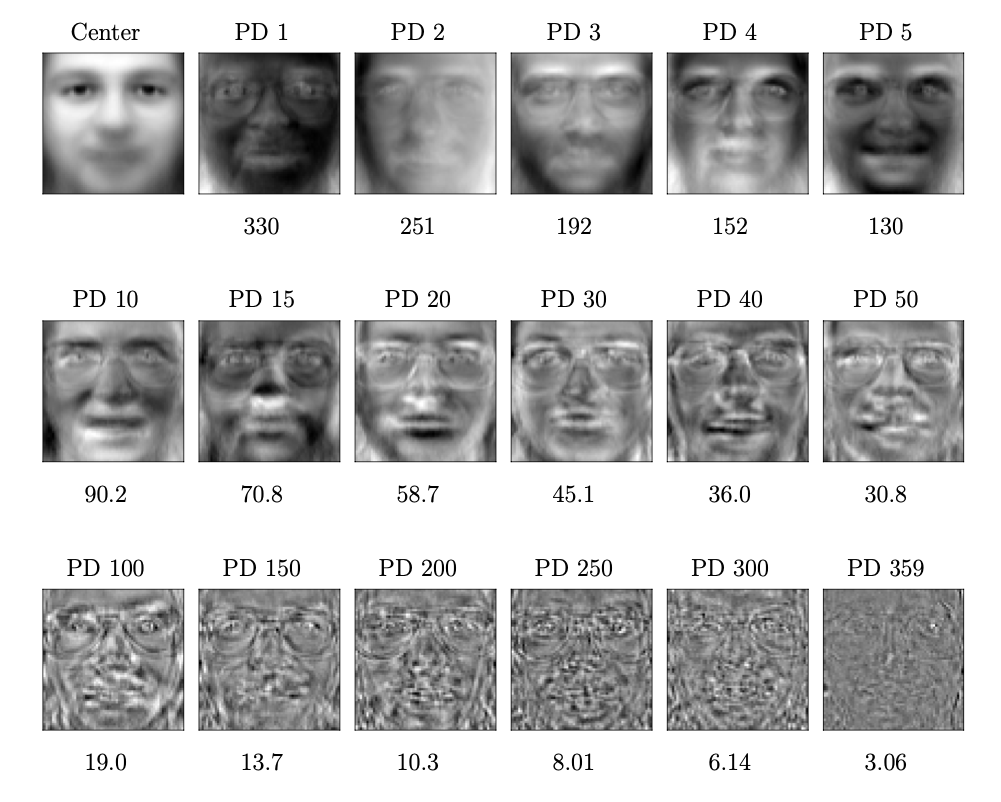 Center PD 1 PD 2 PD 3 PD 4 PD 5
330 251 192 152 130
PD 10 PD 15 PD 20 PD 30 PD 40 PD 50
90.2 70.8 58.7 45.1 36.0 30.8
PD 100 PD 150 PD 200 PD 250 PD 300 PD 359
19.0 13.7 10.3 8.01 6.14 3.06